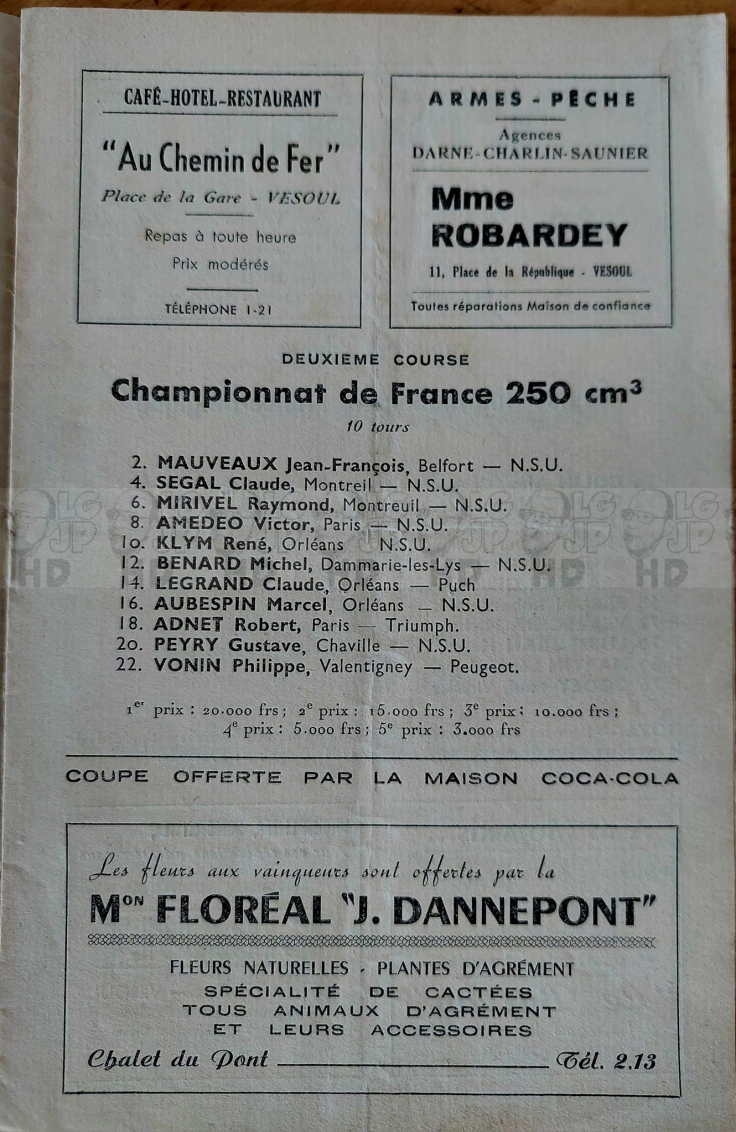 CAFÉ-HOTEL-RESTAURANT
"Au Chemin de Fer"
Place de la Gare - VESOUL
Repas à toute heure
Prix modérés
TÉLÉPHONE 1-21
ARMES - PÊCHE
Agences
DARNE-CHARLIN-SAUNIER
Mme
ROBARDEY
11, Place de la République - VESOUL
Toutes réparations Maison de confiance
DEUXIEME COURSE
Championnat de France 250 cm³
10 tours
2. MAUVEAUX Jean-François, Belfort — N.S.U.
4. SEGAL Claude, Montreil — N.S.U.
6. MIRIVEL Raymond, Montreuil — N.S.U.
8. AMEDEO Victor, Paris — N.S.U.
10. KLYM René, Orléans — N.S.U.
12. BENARD Michel, Dammarie-les-Lys — N.S.U.
14. LEGRAND Claude, Orléans — Puch
16. AUBESPIN Marcel, Orléans — N.S.U.
18. ADNET Robert, Paris — Triumph.
20. PEYRY Gustave, Chaville — N.S.U.
22. VONIN Philippe, Valentigney — Peugeot.
1er prix : 20.000 frs ; 2e prix : 15.000 frs ; 3e prix : 10.000 frs ;
4e prix : 5.000 frs ; 5e prix : 3.000 frs
COUPE OFFERTE PAR LA MAISON COCA-COLA
Les fleurs aux vainqueurs sont offertes par la
MON FLORÉAL "J. DANNEPONT"
FLEURS NATURELLES - PLANTES D'AGRÉMENT
SPÉCIALITÉ DE CACTÉES
TOUS ANIMAUX D'AGRÉMENT
ET LEURS ACCESSOIRES
Chalet du Pont — Tél. 2.13
LGJP HD